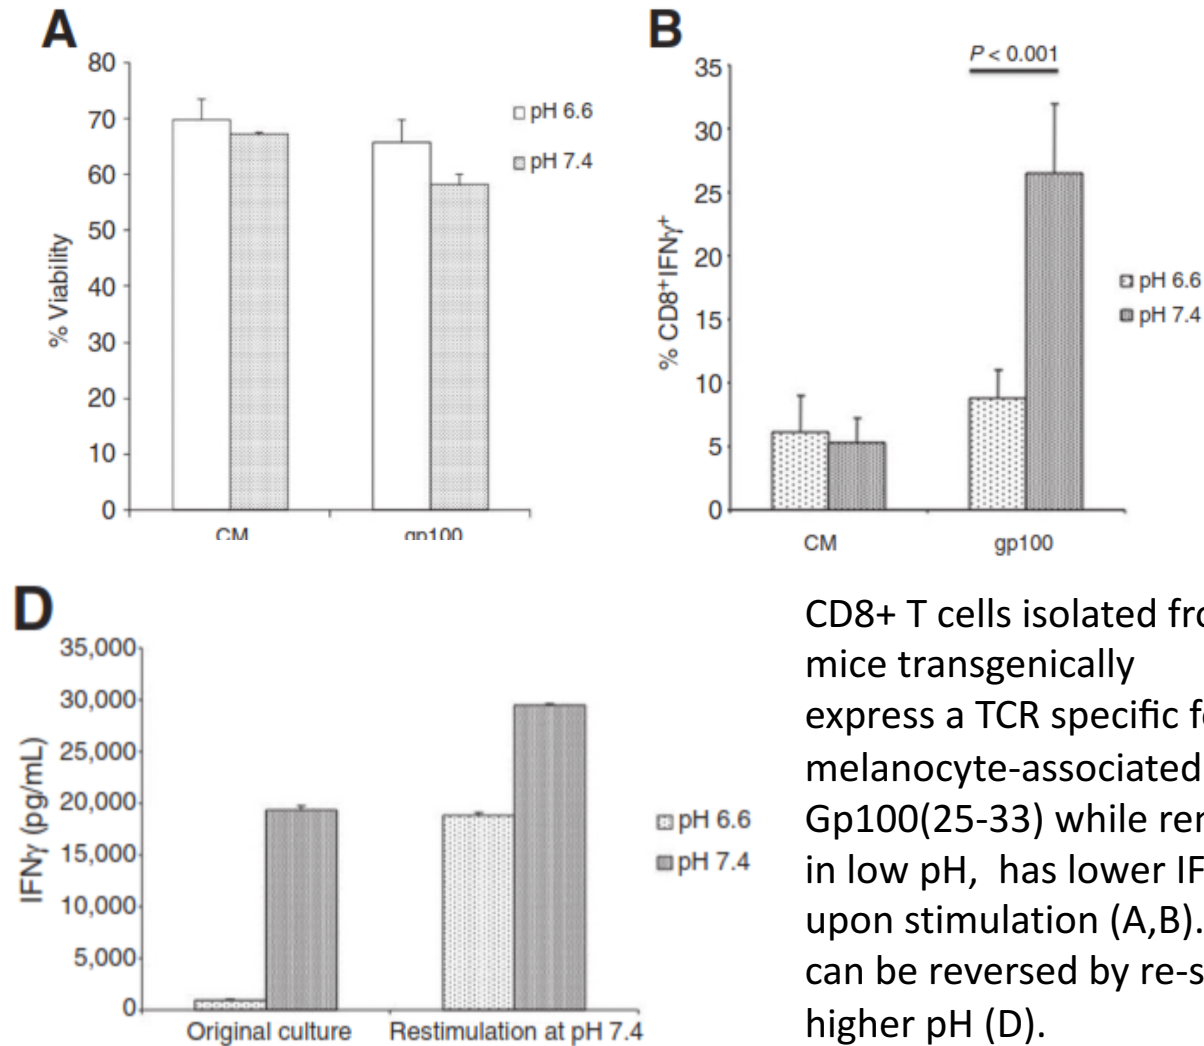 A
80
70
60
50
40
30
20
10
0
% Viability
pH 6.6
pH 7.4
CM
gp100
B
P < 0.001
35
30
25
20
15
10
5
0
% CD8+IFNγ+
pH 6.6
pH 7.4
CM
gp100
D
35,000
30,000
25,000
20,000
15,000
10,000
5,000
0
IFNγ (pg/mL)
pH 6.6
pH 7.4
Original culture
Restimulation at pH 7.4
CD8+ T cells isolated
mice transgenically
express a TCR specific
melanocyte-associated
Gp100(25-33) while
in low pH, has lower
upon stimulation (A,B).
can be reversed by
higher pH (D).